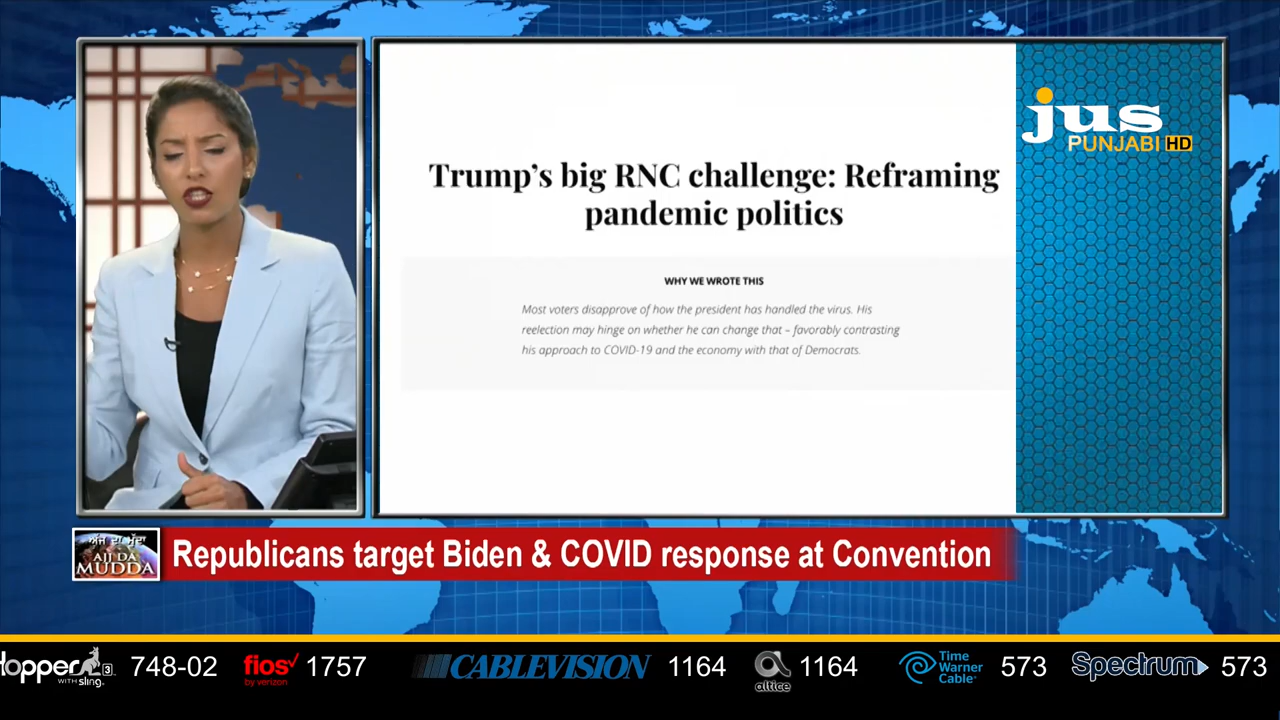 jus
PUNJABI HD
Trump's big RNC challenge: Reframing
pandemic politics
WHY WE WROTE THIS
Most voters disapprove of how the president has handled the virus. His
reelection may hinge on whether he can change that – favorably contrasting
his approach to COVID-19 and the economy with that of Democrats.
ਅੱਜ ਦਾ ਮੁੱਦਾ
AJJ DA
MUDDA
Republicans target Biden & COVID response at Convention
Hopper 3 WITH sling. 748-02
fios by verizon 1757
CABLEVISION 1164
altice 1164
Time Warner Cable 573
Spectrum 573